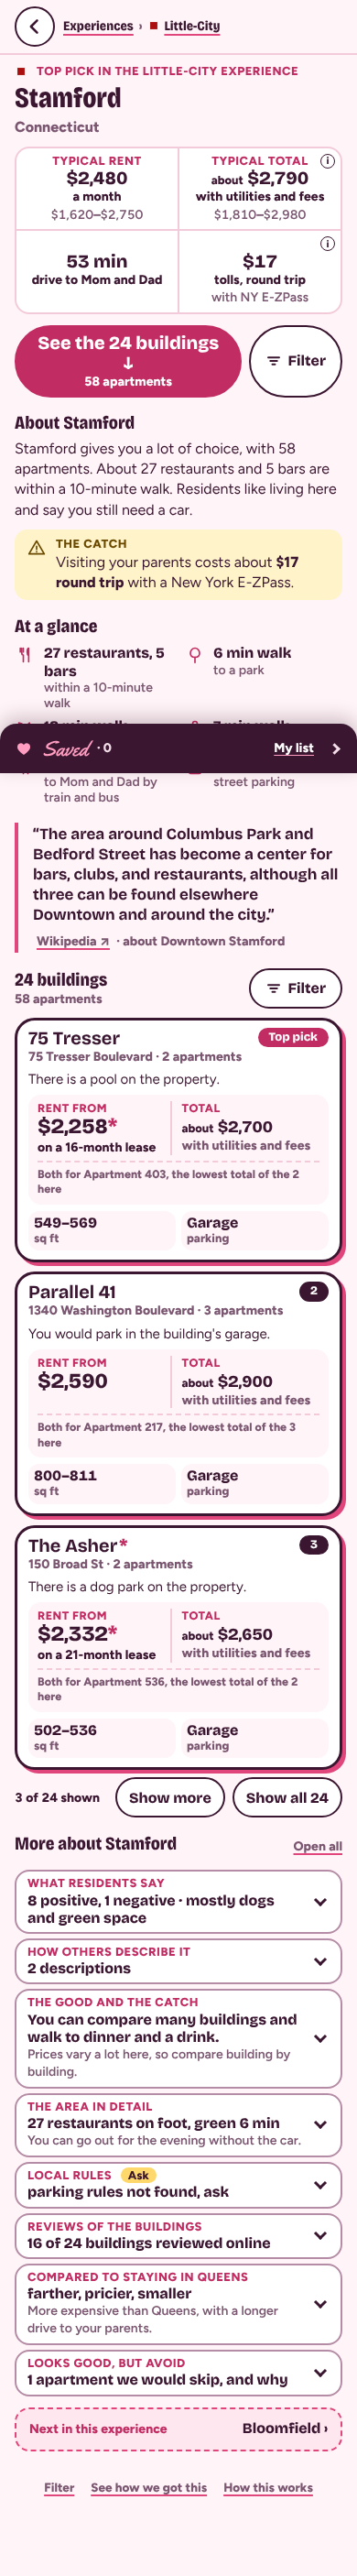 Experiences › Little-City
TOP PICK IN THE LITTLE-CITY EXPERIENCE
Stamford
Connecticut
TYPICAL RENT
$2,480
a month
$1,620–$2,750
TYPICAL TOTAL
about $2,790
with utilities and fees
$1,810–$2,980
53 min
drive to Mom and Dad
$17
tolls, round trip
with NY E-ZPass
See the 24 buildings
↓
58 apartments
Filter
About Stamford
Stamford gives you a lot of choice, with 58
apartments. About 27 restaurants and 5 bars are
within a 10-minute walk. Residents like living here
and say you still need a car.
THE CATCH
Visiting your parents costs about $17
round trip with a New York E-ZPass.
At a glance
27 restaurants, 5
bars
within a 10-minute
walk
6 min walk
to a park
Saved · 0
My list
to Mom and Dad by
train and bus
street parking
“The area around Columbus Park and
Bedford Street has become a center for
bars, clubs, and restaurants, although all
three can be found elsewhere
Downtown and around the city.”
Wikipedia ↗ · about Downtown Stamford
24 buildings
58 apartments
Filter
75 Tresser
Top pick
75 Tresser Boulevard · 2 apartments
There is a pool on the property.
RENT FROM
$2,258*
on a 16-month lease
TOTAL
about $2,700
with utilities and fees
Both for Apartment 403, the lowest total of the 2
here
549–569
sq ft
Garage
parking
Parallel 41
2
1340 Washington Boulevard · 3 apartments
You would park in the building's garage.
RENT FROM
$2,590
TOTAL
about $2,900
with utilities and fees
Both for Apartment 217, the lowest total of the 3
here
800–811
sq ft
Garage
parking
The Asher*
3
150 Broad St · 2 apartments
There is a dog park on the property.
RENT FROM
$2,332*
on a 21-month lease
TOTAL
about $2,650
with utilities and fees
Both for Apartment 536, the lowest total of the 2
here
502–536
sq ft
Garage
parking
3 of 24 shown
Show more
Show all 24
More about Stamford
Open all
WHAT RESIDENTS SAY
8 positive, 1 negative · mostly dogs
and green space
HOW OTHERS DESCRIBE IT
2 descriptions
THE GOOD AND THE CATCH
You can compare many buildings and
walk to dinner and a drink.
Prices vary a lot here, so compare building by
building.
THE AREA IN DETAIL
27 restaurants on foot, green 6 min
You can go out for the evening without the car.
LOCAL RULES Ask
parking rules not found, ask
REVIEWS OF THE BUILDINGS
16 of 24 buildings reviewed online
COMPARED TO STAYING IN QUEENS
farther, pricier, smaller
More expensive than Queens, with a longer
drive to your parents.
LOOKS GOOD, BUT AVOID
1 apartment we would skip, and why
Next in this experience
Bloomfield ›
Filter
See how we got this
How this works